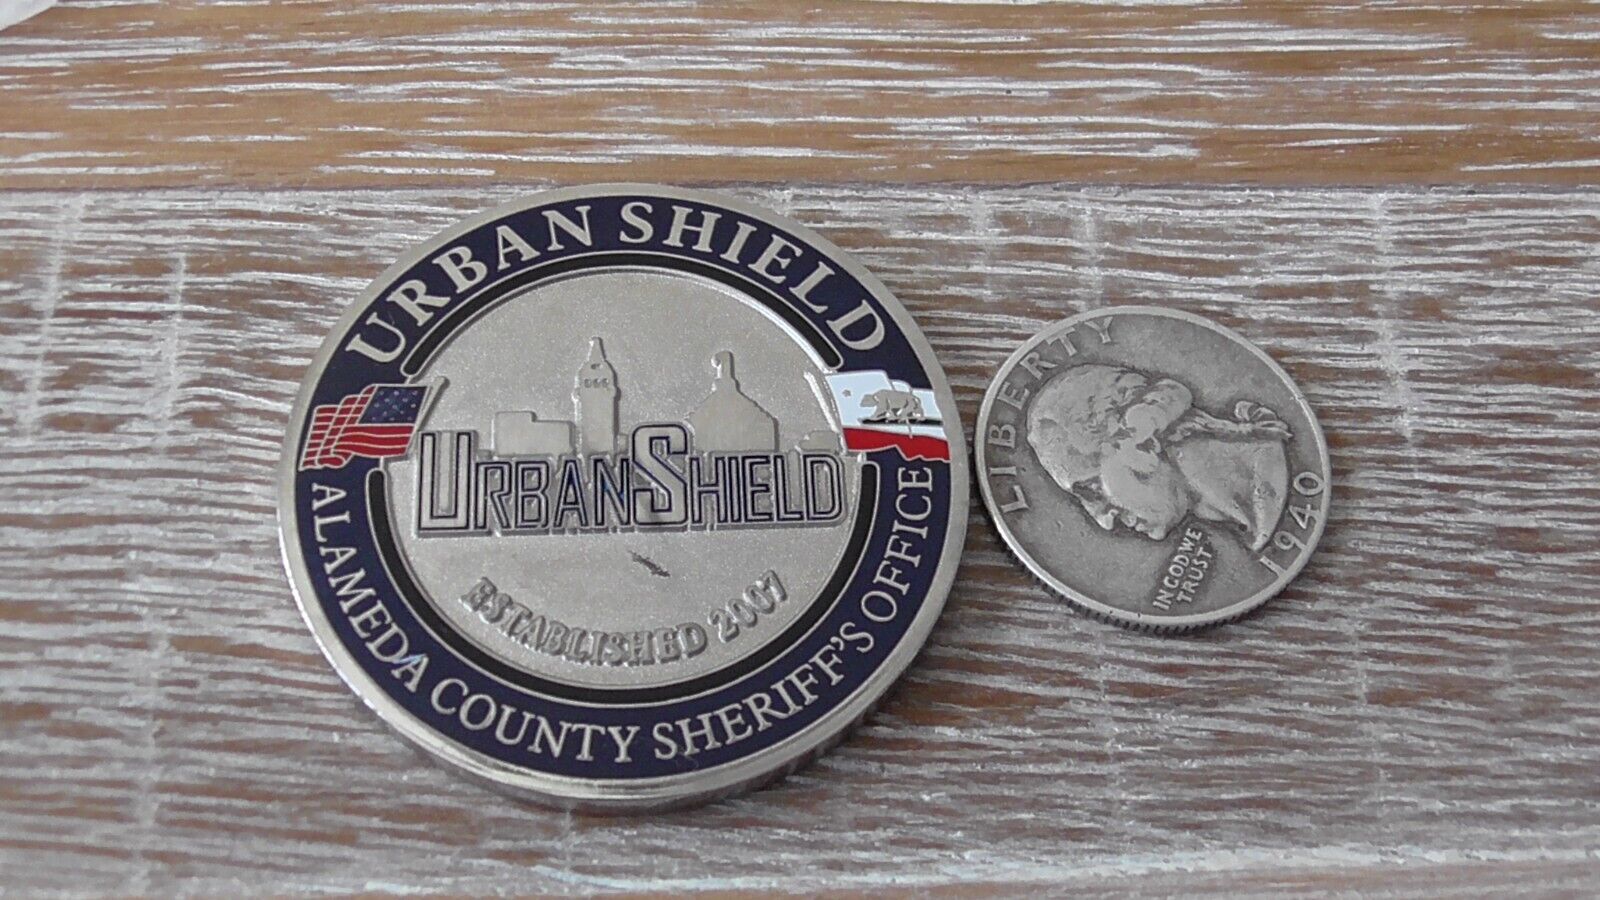 URBAN SHIELD
URBANSHIELD
ESTABLISHED 2007
ALAMEDA COUNTY SHERIFF'S OFFICE
LIBERTY
IN GOD WE
TRUST
1940